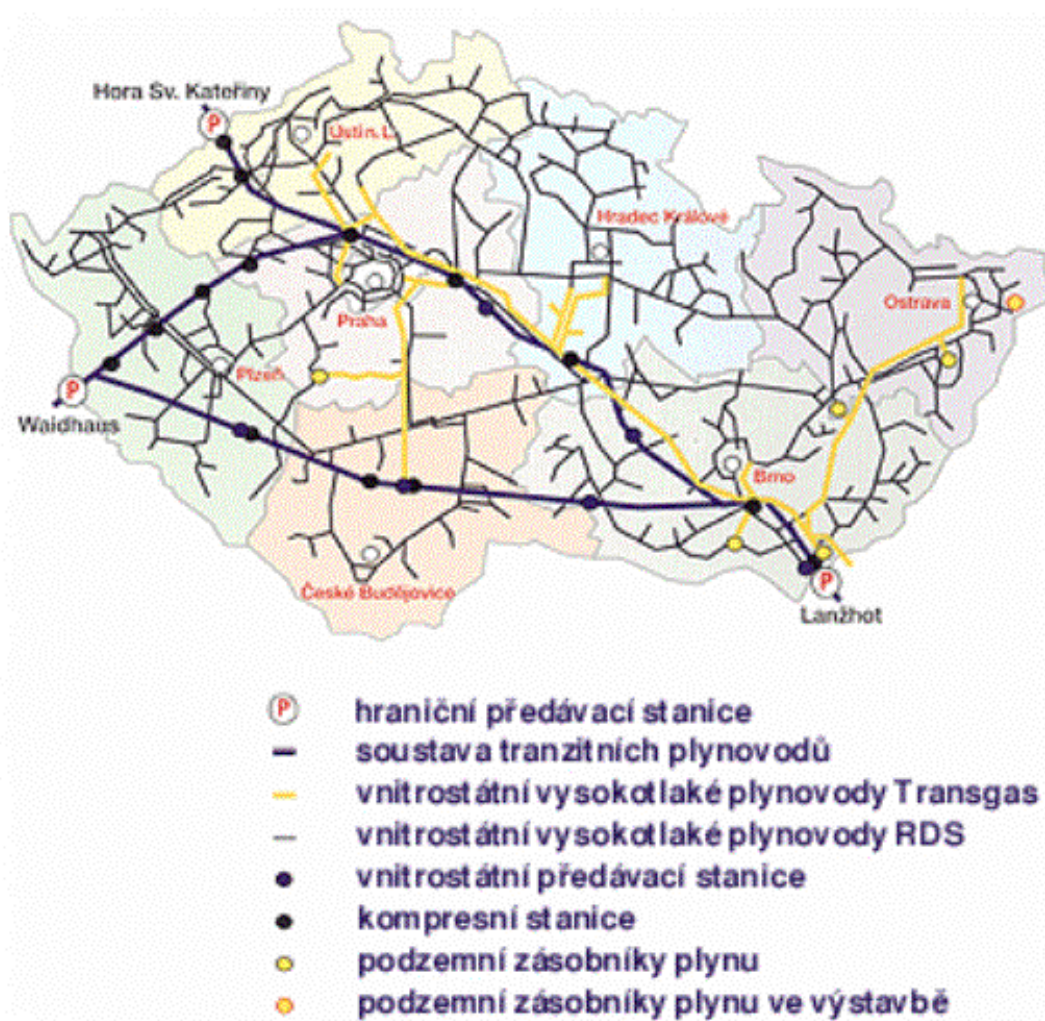 Hora Sv. Kateřiny
P
Ústí n. L.
Hradec Králové
Ostrava
Praha
Plzeň
P
Waidhaus
Brno
České Budějovice
P
Lanžhot
P hraniční předávací stanice
soustava tranzitních plynovodů
vnitrostátní vysokotlaké plynovody Transgas
vnitrostátní vysokotlaké plynovody RDS
vnitrostátní předávací stanice
kompresní stanice
podzemní zásobníky plynu
podzemní zásobníky plynu ve výstavbě